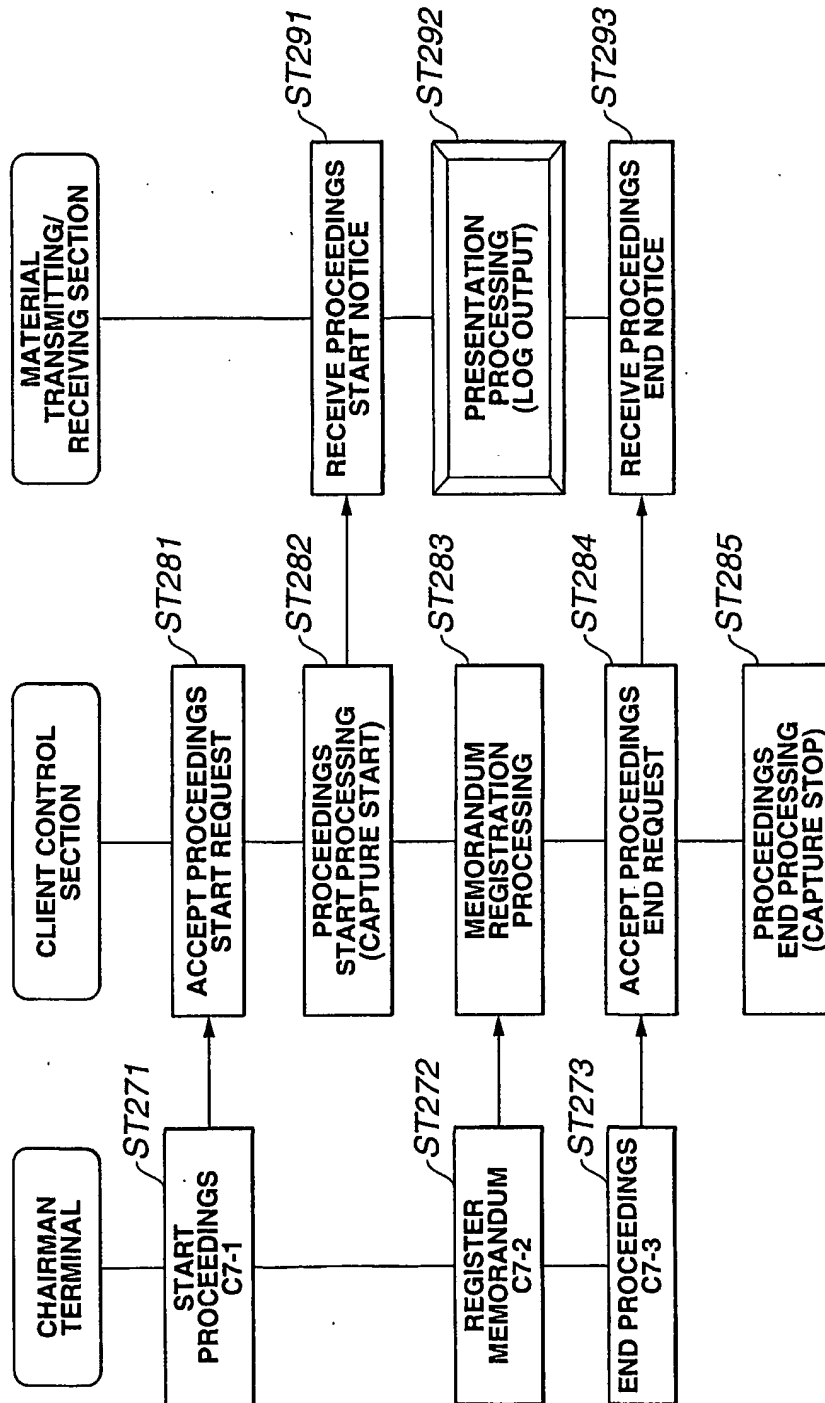 CHAIRMAN
TERMINAL
ST271
START
PROCEEDINGS
C7-1
ST272
REGISTER
MEMORANDUM
C7-2
ST273
END PROCEEDINGS
C7-3
CLIENT CONTROL
SECTION
ST281
ACCEPT PROCEEDINGS
START REQUEST
ST282
PROCEEDINGS
START PROCESSING
(CAPTURE START)
ST283
MEMORANDUM
REGISTRATION
PROCESSING
ST284
ACCEPT PROCEEDINGS
END REQUEST
ST285
PROCEEDINGS
END PROCESSING
(CAPTURE STOP)
MATERIAL
TRANSMITTING/
RECEIVING SECTION
ST291
RECEIVE PROCEEDINGS
START NOTICE
ST292
PRESENTATION
PROCESSING
(LOG OUTPUT)
ST293
RECEIVE PROCEEDINGS
END NOTICE